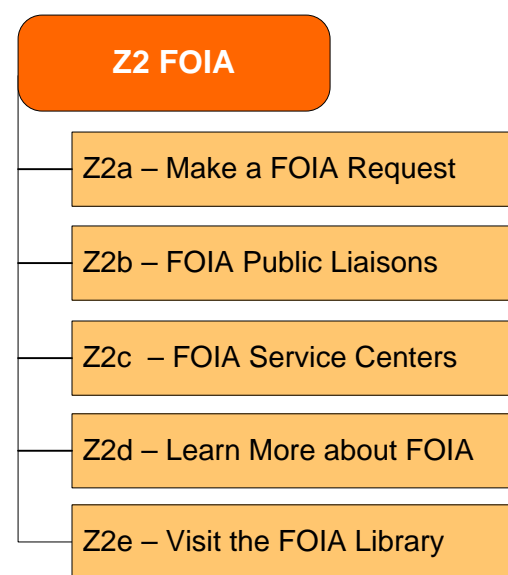 Z2 FOIA
Z2a – Make a FOIA Request
Z2b – FOIA Public Liaisons
Z2c – FOIA Service Centers
Z2d – Learn More about FOIA
Z2e – Visit the FOIA Library